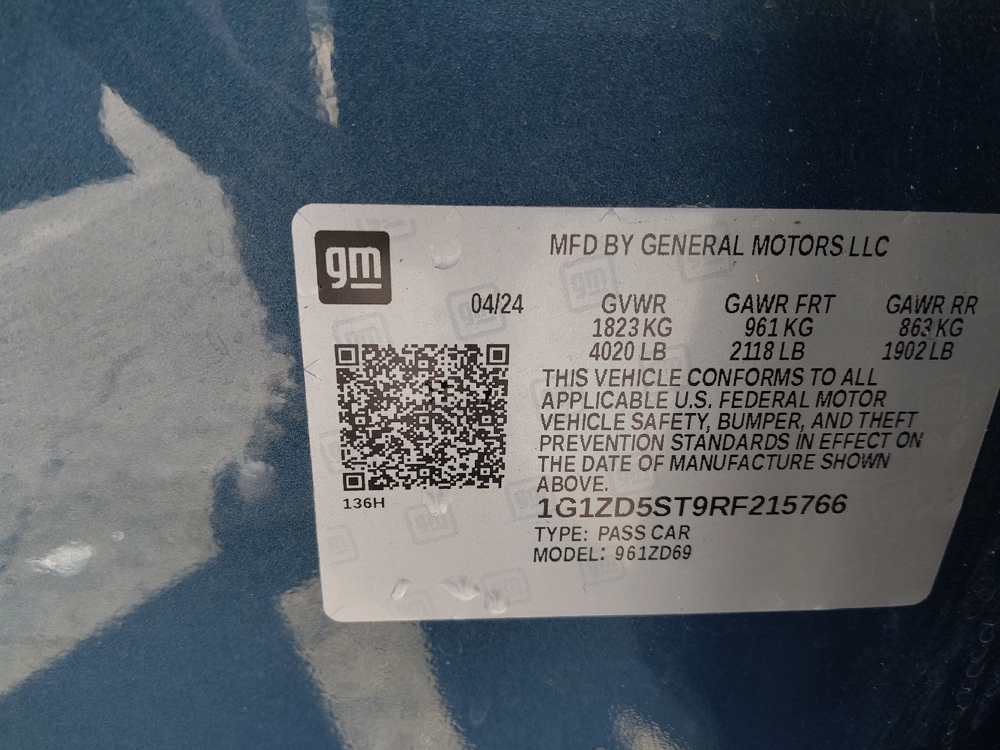 gm
MFD BY GENERAL MOTORS LLC
04/24 GVWR GAWR FRT GAWR RR
1823 KG 961 KG 863 KG
4020 LB 2118 LB 1902 LB
THIS VEHICLE CONFORMS TO ALL
APPLICABLE U.S. FEDERAL MOTOR
VEHICLE SAFETY, BUMPER, AND THEFT
PREVENTION STANDARDS IN EFFECT ON
THE DATE OF MANUFACTURE SHOWN
ABOVE.
136H
1G1ZD5ST9RF215766
TYPE: PASS CAR
MODEL: 961ZD69